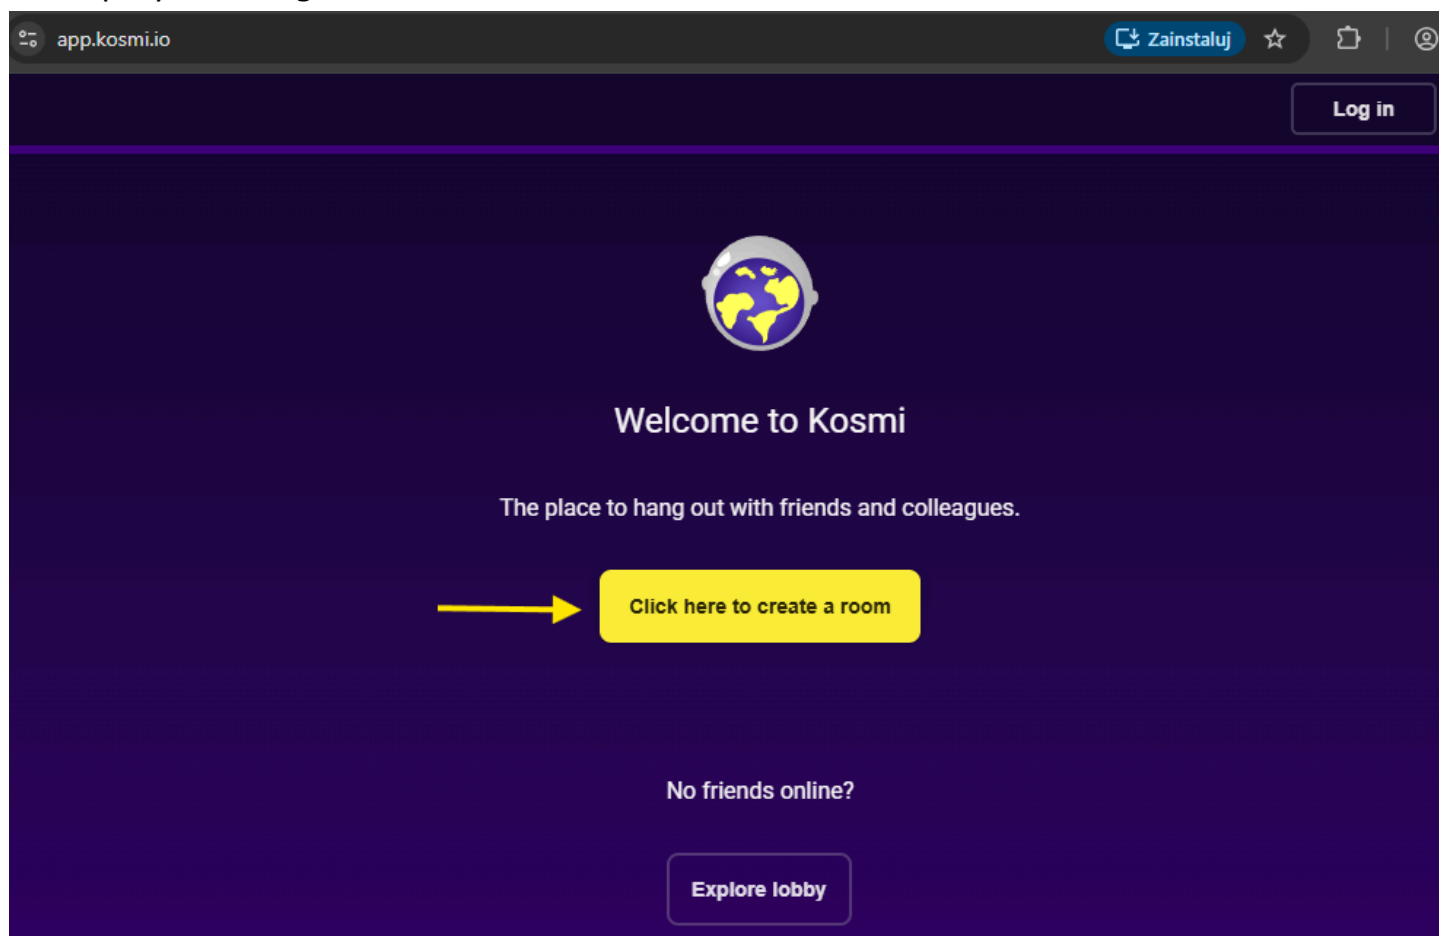 app.kosmi.io
Zainstaluj
Log in
Welcome to Kosmi
The place to hang out with friends and colleagues.
Click here to create a room
No friends online?
Explore lobby